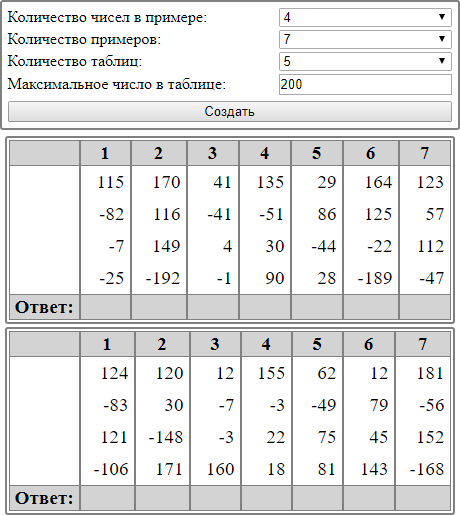 Количество чисел в примере: 4
Количество примеров: 7
Количество таблиц: 5
Максимальное число в таблице: 200
Создать
1 2 3 4 5 6 7
115 170 41 135 29 164 123
-82 116 -41 -51 86 125 57
-7 149 4 30 -44 -22 112
-25 -192 -1 90 28 -189 -47
Ответ:
1 2 3 4 5 6 7
124 120 12 155 62 12 181
-83 30 -7 -3 -49 79 -56
121 -148 -3 22 75 45 152
-106 171 160 18 81 143 -168
Ответ: